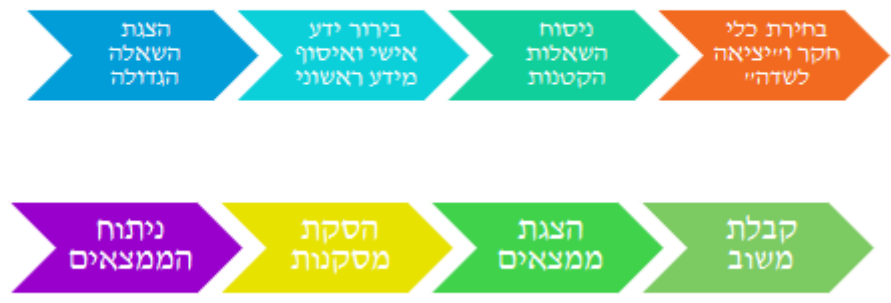 הצגת
השאלה
הגדולה
בירור ידע
אישי ואיסוף
מידע ראשוני
ניסוח
השאלות
הקטנות
בחירת כלי
חקר ו״יציאה
לשדה״
ניתוח
הממצאים
הסקת
מסקנות
הצגת
ממצאים
קבלת
משוב